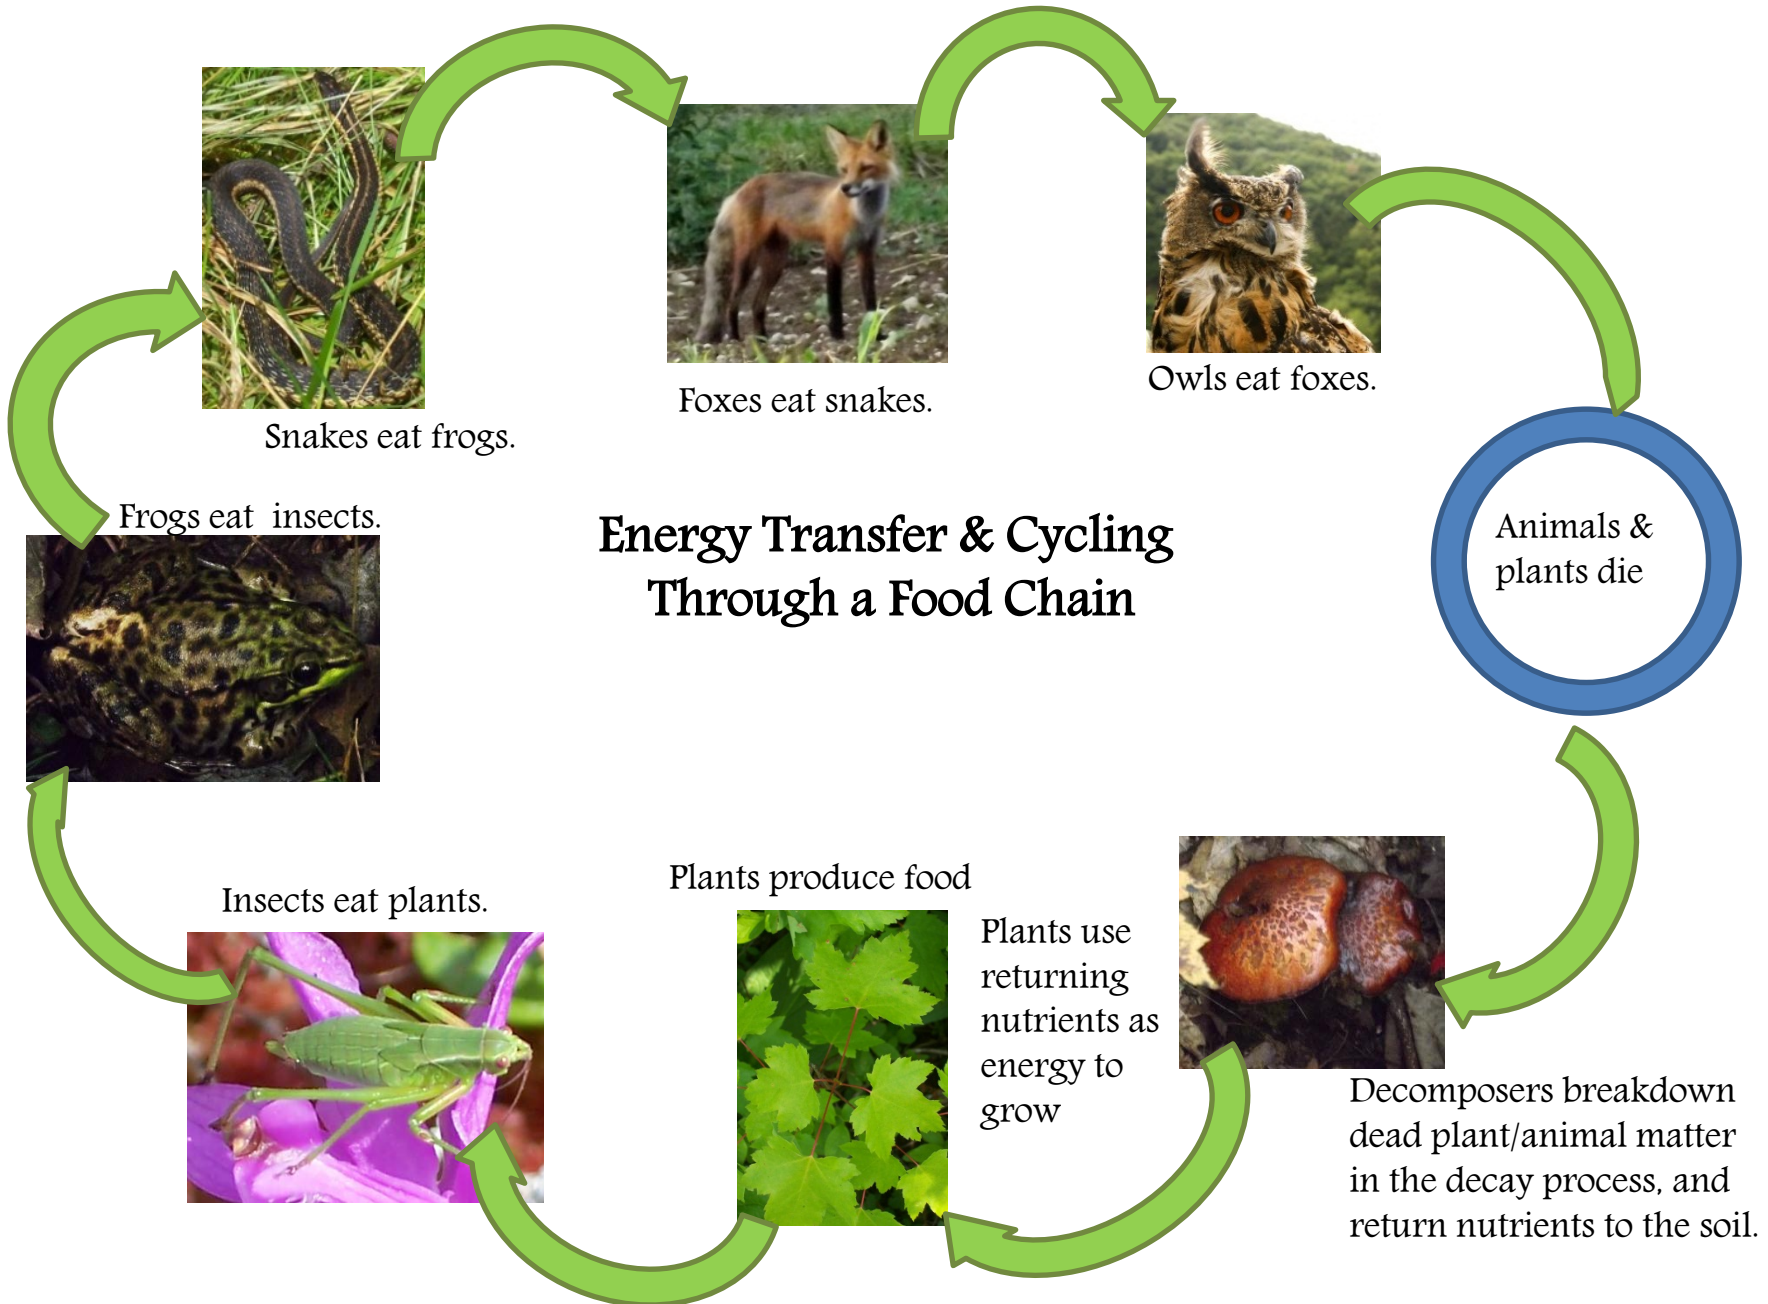 Energy Transfer & Cycling
Through a Food Chain
Snakes eat frogs.
Foxes eat snakes.
Owls eat foxes.
Animals &
plants die
Decomposers breakdown
dead plant/animal matter
in the decay process, and
return nutrients to the soil.
Plants use
returning
nutrients as
energy to
grow
Plants produce food
Insects eat plants.
Frogs eat insects.